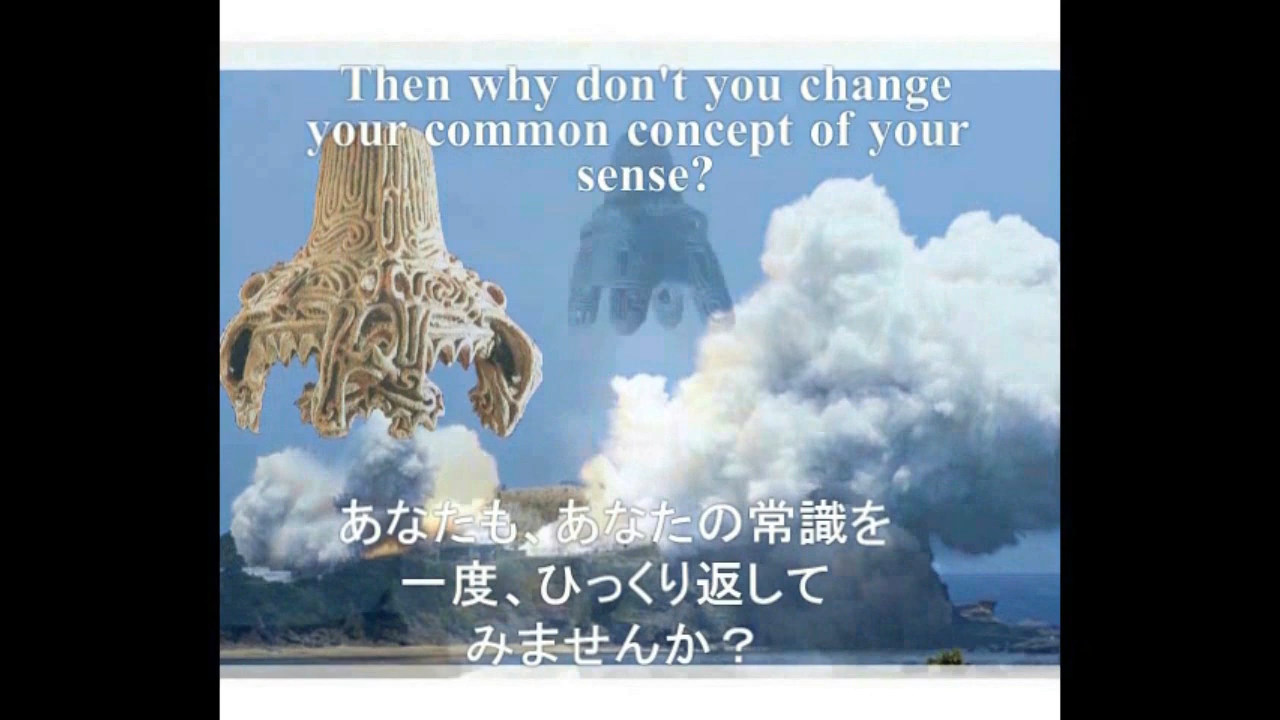 Then why don't you change
your common concept of your
sense?
あなたも、あなたの常識を
一度、ひっくり返して
みませんか？